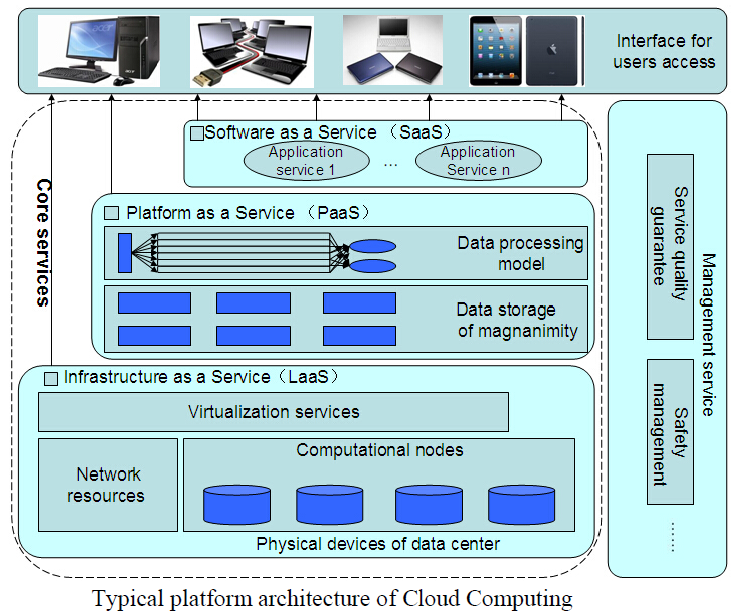 Interface for
users access
Core services
Software as a Service （SaaS）
Application
service 1
...
Application
Service n
Platform as a Service （PaaS）
Data processing
model
Data storage
of magnanimity
Infrastructure as a Service（LaaS）
Virtualization services
Network
resources
Computational nodes
Physical devices of data center
Management service
Service quality
guarantee
Safety
management
......
Typical platform architecture of Cloud Computing